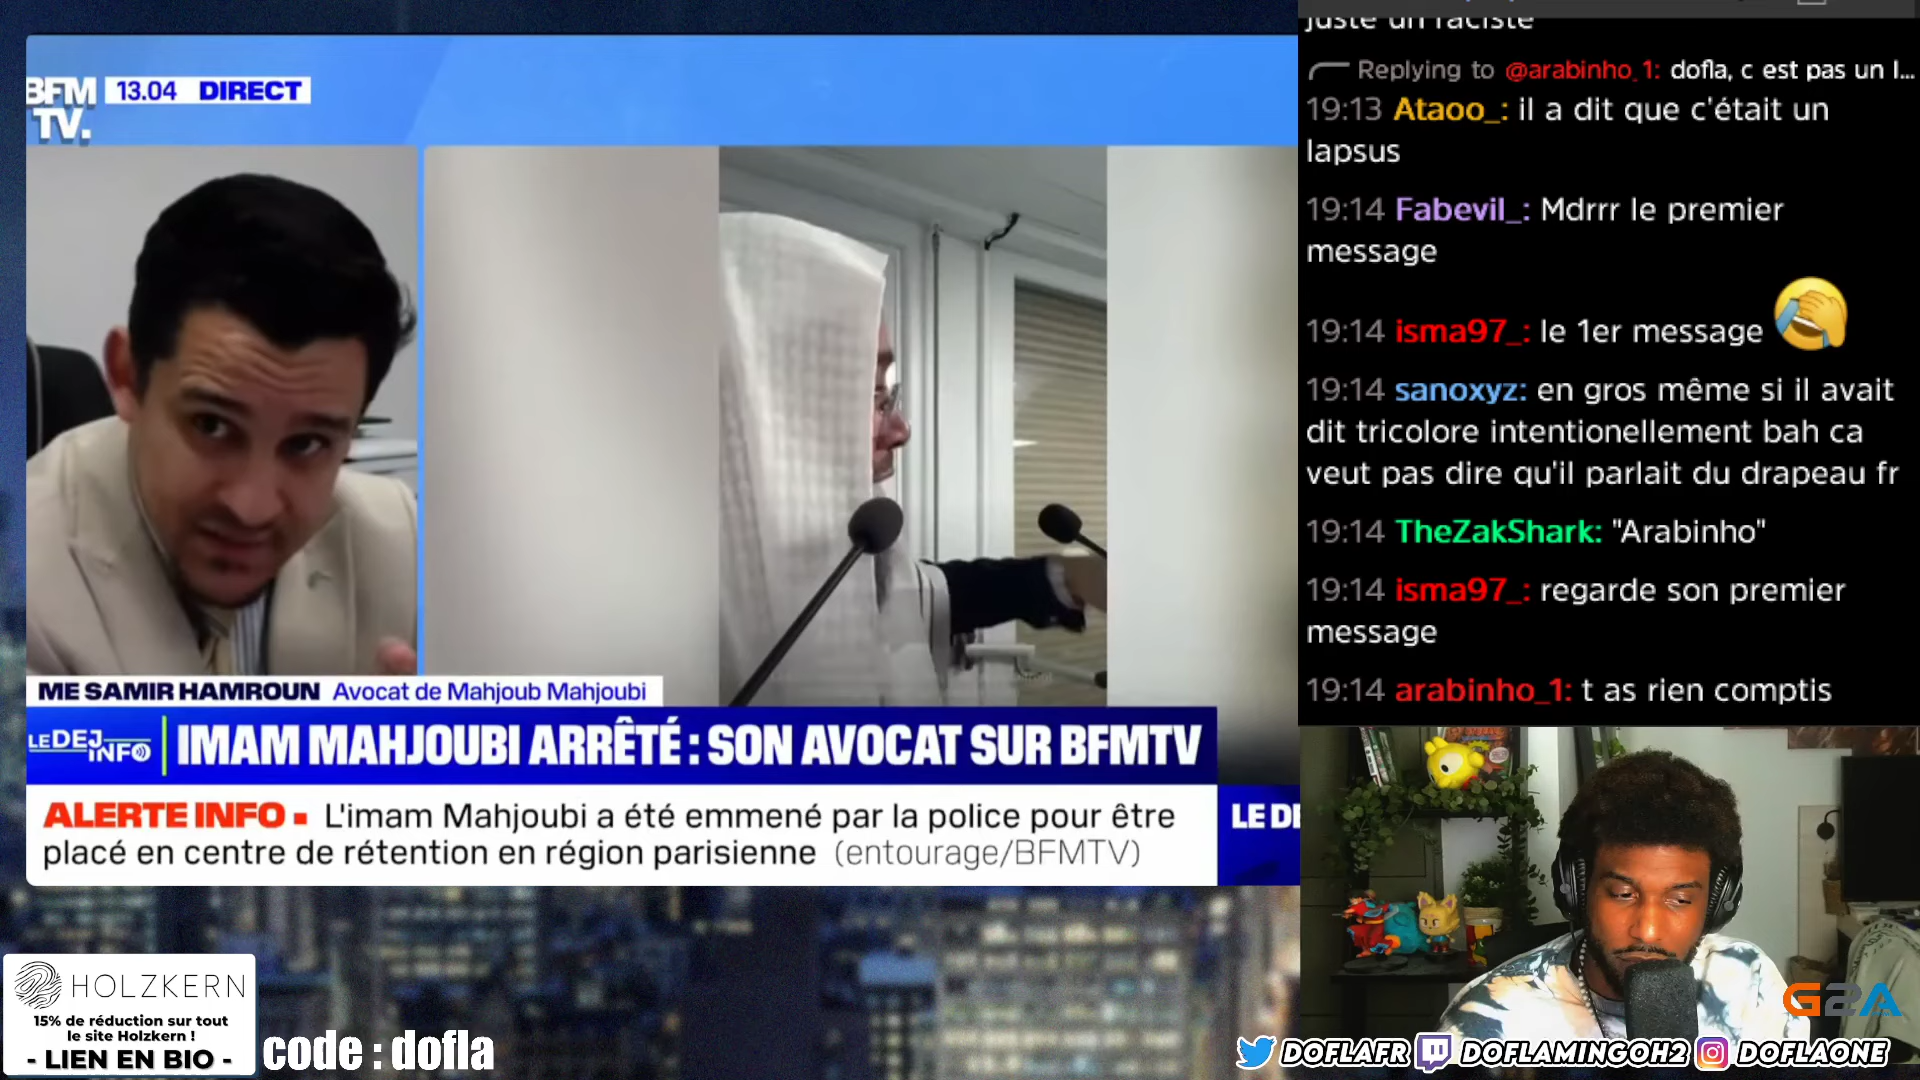 BFM
TV.
13.04 DIRECT
ME SAMIR HAMROUN Avocat de Mahjoub Mahjoubi
LE DEJ
INFO
IMAM MAHJOUBI ARRÊTÉ : SON AVOCAT SUR BFMTV
ALERTE INFO ▪ L'imam Mahjoubi a été emmené par la police pour être
placé en centre de rétention en région parisienne (entourage/BFMTV)
LE DE
juste un raciste
Replying to @arabinho_1: dofla, c est pas un l...
19:13 Ataoo_: il a dit que c'était un
lapsus
19:14 Fabevil_: Mdrrr le premier
message
19:14 isma97_: le 1er message
19:14 sanoxyz: en gros même si il avait
dit tricolore intentionellement bah ca
veut pas dire qu'il parlait du drapeau fr
19:14 TheZakShark: "Arabinho"
19:14 isma97_: regarde son premier
message
19:14 arabinho_1: t as rien comptis
HOLZKERN
15% de réduction sur tout
le site Holzkern !
- LIEN EN BIO -
code : dofla
G2A
DOFLAFR DOFLAMINGOH2 DOFLAONE